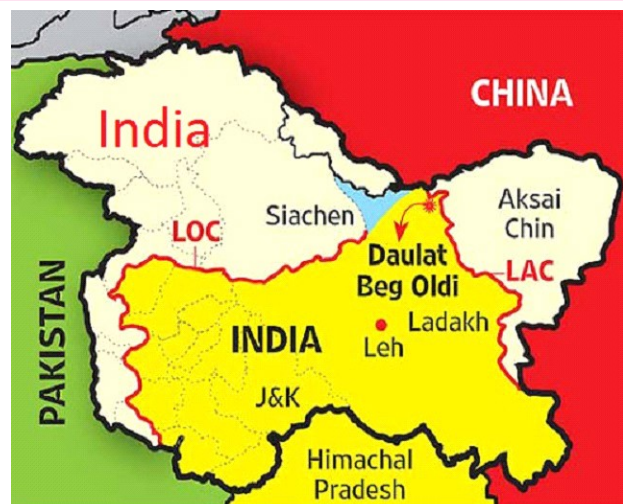 India
CHINA
Siachen
Aksai
Chin
LOC
Daulat
Beg Oldi
LAC
PAKISTAN
INDIA
Ladakh
Leh
J&K
Himachal
Pradesh